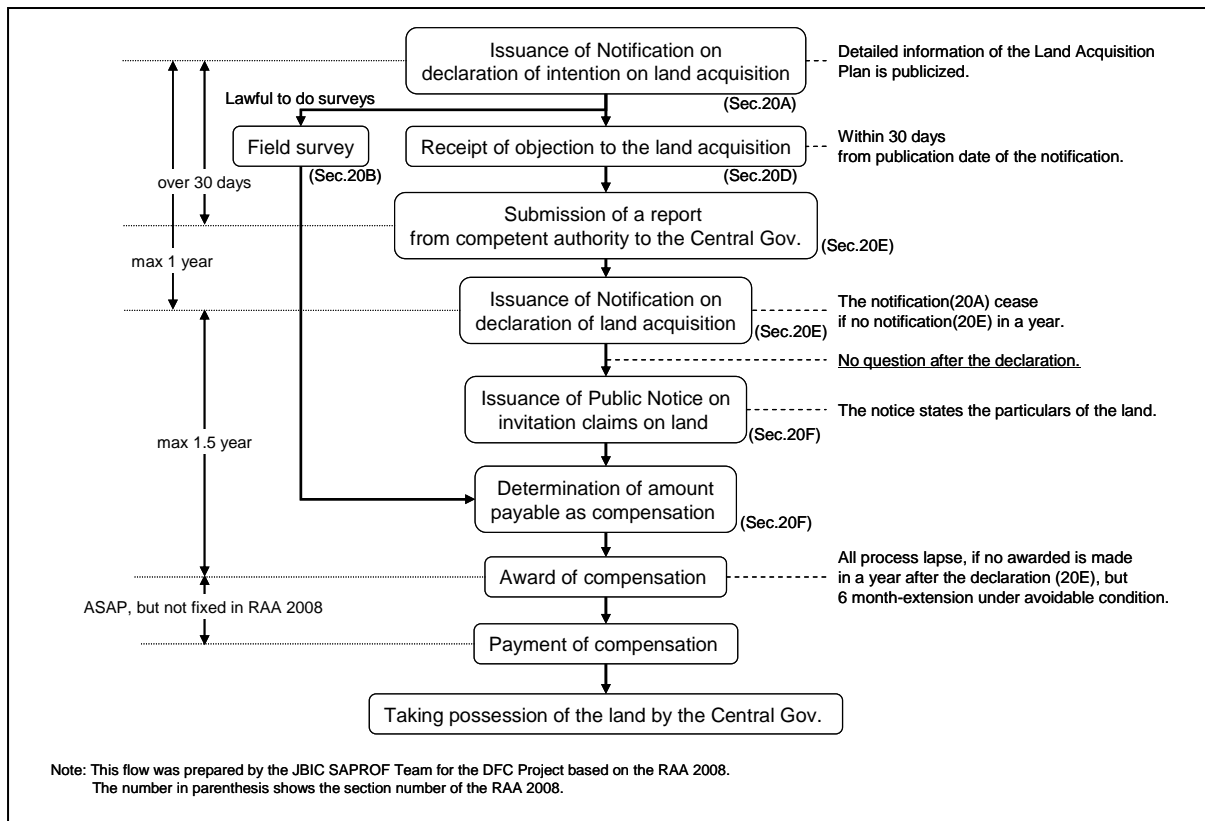 Issuance of Notification on
declaration of intention on land acquisition
(Sec.20A)
Detailed information of the Land Acquisition
Plan is publicized.
Lawful to do surveys
Field survey
(Sec.20B)
Receipt of objection to the land acquisition
(Sec.20D)
Within 30 days
from publication date of the notification.
over 30 days
Submission of a report
from competent authority to the Central Gov.
(Sec.20E)
max 1 year
Issuance of Notification on
declaration of land acquisition
(Sec.20E)
The notification(20A) cease
if no notification(20E) in a year.
No question after the declaration.
Issuance of Public Notice on
invitation claims on land
(Sec.20F)
The notice states the particulars of the land.
max 1.5 year
Determination of amount
payable as compensation
(Sec.20F)
Award of compensation
All process lapse, if no awarded is made
in a year after the declaration (20E), but
6 month-extension under avoidable condition.
ASAP, but not fixed in RAA 2008
Payment of compensation
Taking possession of the land by the Central Gov.
Note: This flow was prepared by the JBIC SAPROF Team for the DFC Project based on the RAA 2008.
The number in parenthesis shows the section number of the RAA 2008.